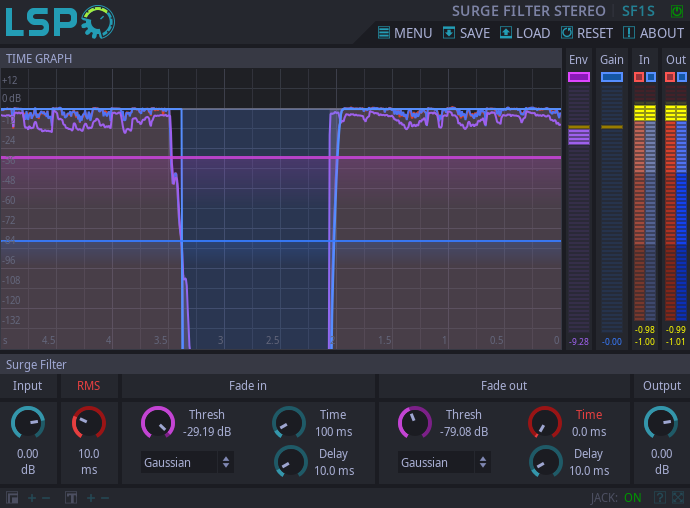 LSP
SURGE FILTER STEREO | SF1S
MENU SAVE LOAD RESET ABOUT
TIME GRAPH
Env Gain In Out
+12
0 dB
-24
-36
-48
-60
-72
-84
-96
-108
-120
-132
s 4.5 4 3.5 3 2.5 2 1.5 1 0.5 0
-9.28 -0.00 -0.98 -1.00 -0.99 -1.01
Surge Filter
Input RMS Fade in Fade out Output
Thresh
-29.19 dB
Time
100 ms
Thresh
-79.08 dB
Time
0.0 ms
0.00
dB
10.0
ms
Gaussian
Delay
10.0 ms
Gaussian
Delay
10.0 ms
0.00
dB
T
JACK: ON ?